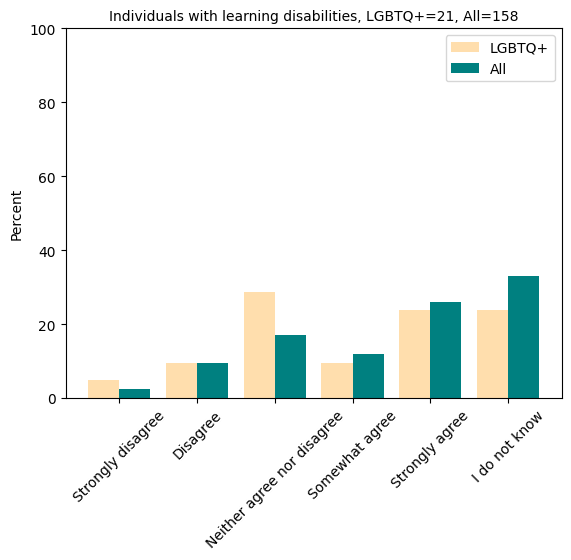 Individuals with learning disabilities, LGBTQ+=21, All=158
LGBTQ+
All
Percent
100
80
60
40
20
0
Strongly disagree
Disagree
Neither agree nor disagree
Somewhat agree
Strongly agree
I do not know